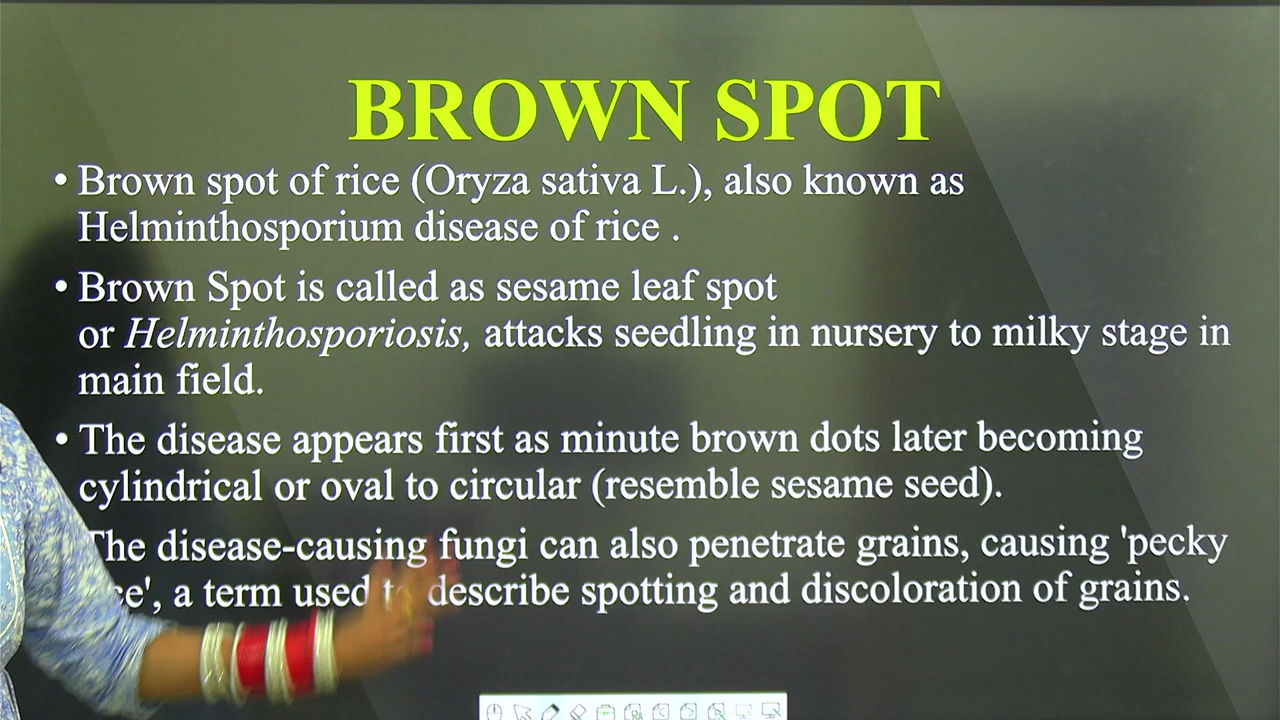 BROWN SPOT
• Brown spot of rice (Oryza sativa L.), also known as
Helminthosporium disease of rice .
• Brown Spot is called as sesame leaf spot
or Helminthosporiosis, attacks seedling in nursery to milky stage in
main field.
• The disease appears first as minute brown dots later becoming
cylindrical or oval to circular (resemble sesame seed).
The disease-causing fungi can also penetrate grains, causing 'pecky
a term used describe spotting and discoloration of grains.